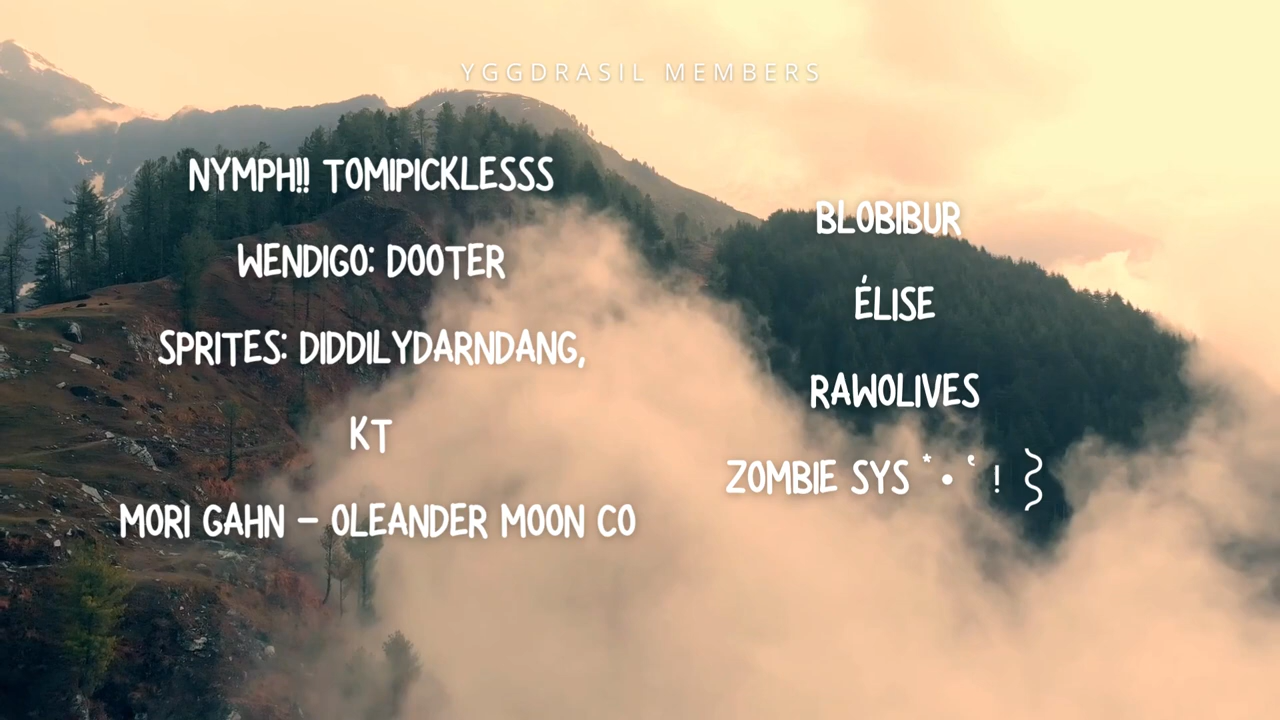 YGGDRASIL MEMBERS
NYMPH!! TOMIPICKLESSS
WENDIGO: DOOTER
SPRITES: DIDDILYDARNDANG,
KT
MORI GAHN – OLEANDER MOON CO
BLOBIBUR
ÉLISE
RAWOLIVES
ZOMBIE SYS * • ʿ ! ⌇